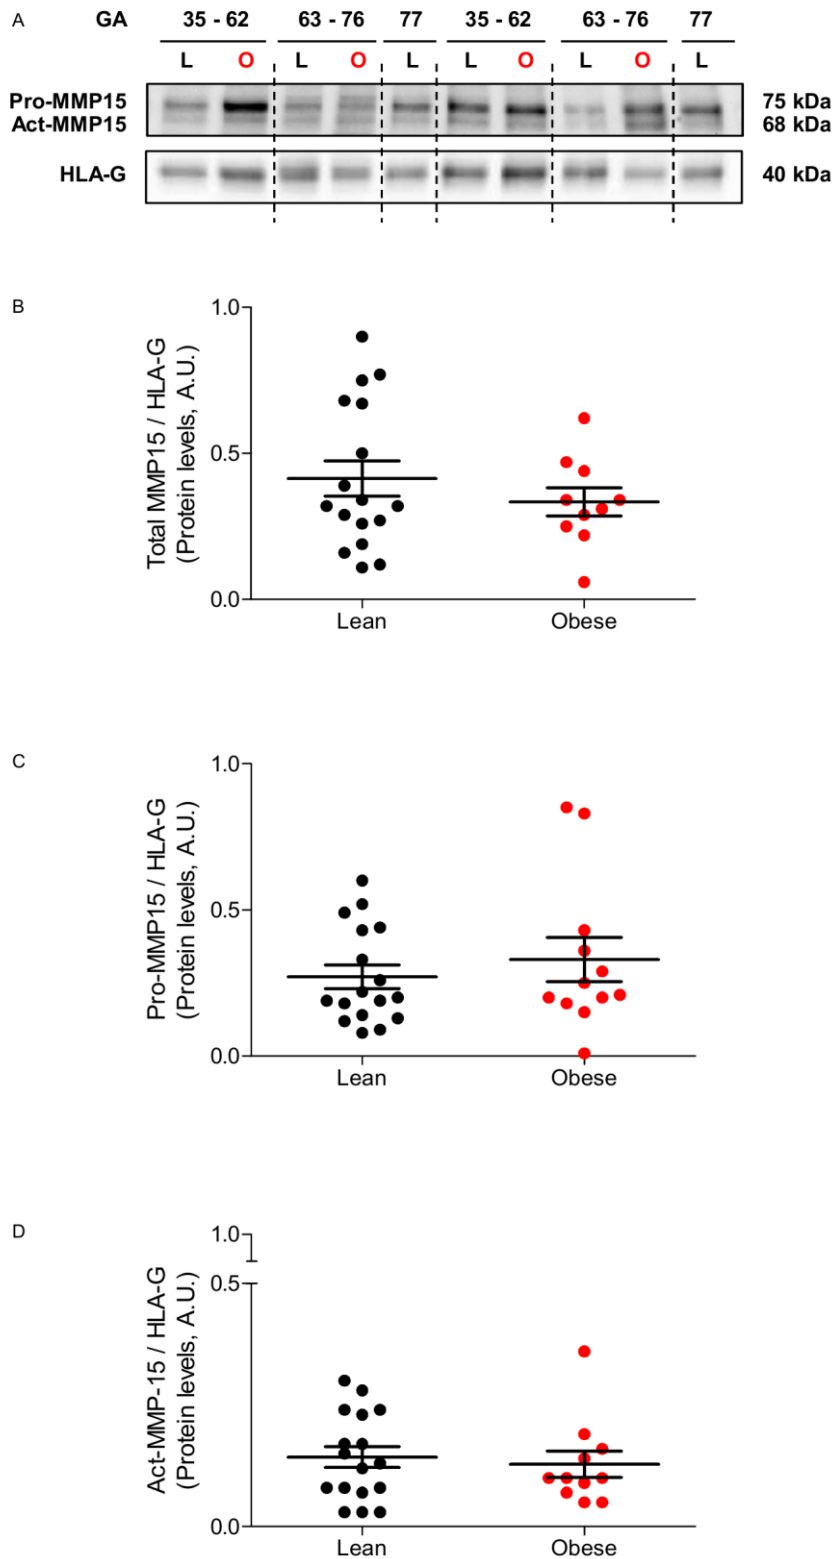 A
GA 35 - 62 63 - 76 77 35 - 62 63 - 76 77
L O L O L L O L O L
Pro-MMP15 75 kDa
Act-MMP15 68 kDa
HLA-G 40 kDa
B
Total MMP15 / HLA-G
(Protein levels, A.U.)
1.0
0.5
0.0
Lean Obese
C
Pro-MMP15 / HLA-G
(Protein levels, A.U.)
1.0
0.5
0.0
Lean Obese
D
Act-MMP-15 / HLA-G
(Protein levels, A.U.)
1.0
0.5
0.0
Lean Obese